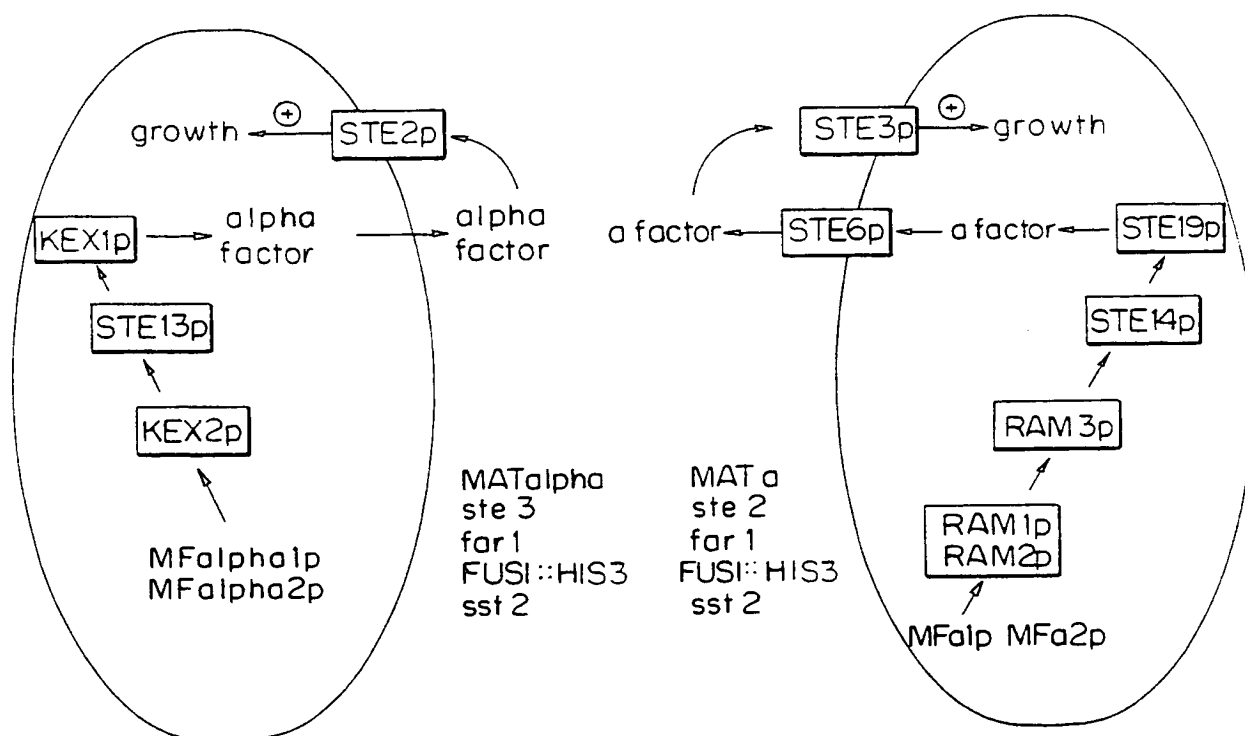 growth
+
STE2p
KEX1p
alpha
factor
alpha
factor
STE13p
KEX2p
MFalpha1p
MFalpha2p
MATalpha
ste 3
far 1
FUS1::HIS3
sst 2
STE3p
+
growth
a factor
STE6p
a factor
STE19p
STE14p
RAM3p
RAM1p
RAM2p
MFa1p MFa2p
MAT a
ste 2
far 1
FUS1::HIS3
sst 2